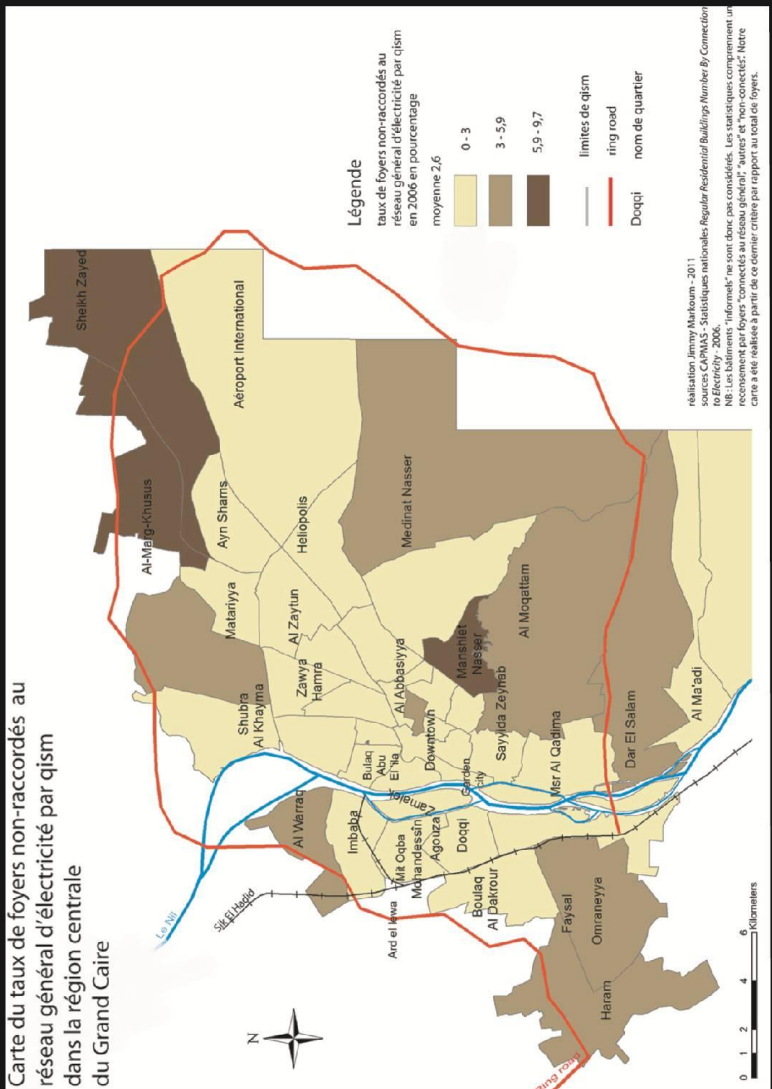 Carte du taux de foyers non-raccordés au
réseau général d'électricité par qism
dans la région centrale
du Grand Caire
N
Légende
taux de foyers non-raccordés au
réseau général d'électricité par qism
en 2006 en pourcentage
moyenne 2,6
0 - 3
3 - 5,9
5,9 - 9,7
limites de qism
ring road
Doqqi
nom de quartier
Sheikh Zayed
Al-Marg-Khusus
Aéroport International
Ayn Shams
Matariyya
Heliopolis
Medinat Nasser
Al Zaytun
Zawya
Hamra
Shubra
Al Khayma
Al Abbasiyya
Manshiet
Nasser
Al Moqattam
Bulaq
Abu
El'ila
Downtown
Garden
city
Sayyida Zeynab
Msr Al Qadima
Dar El Salam
Al Ma'adi
Zamalek
Al Warraq
Imbaba
Mit Oqba
Mohandessin
Agouza
Doqqi
Boulaq
Al Dakrour
Ard el lewa
Faysal
Omraneyya
Haram
Le Nil
Sik El Hadid
Ring road
0 1 2 4 6
Kilometers
réalisation Jimmy Markoum - 2011
sources CAPMAS - Statistiques nationales Regular Residential Buildings Number By Connection
to Electricity - 2006.
NB : Les bâtiments "informels" ne sont donc pas considérés. Les statistiques comprennent un
recensement par foyers "connectés au réseau général", "autres" et "non-conectés". Notre
carte a été réalisée à partir de ce dernier critère par rapport au total de foyers.